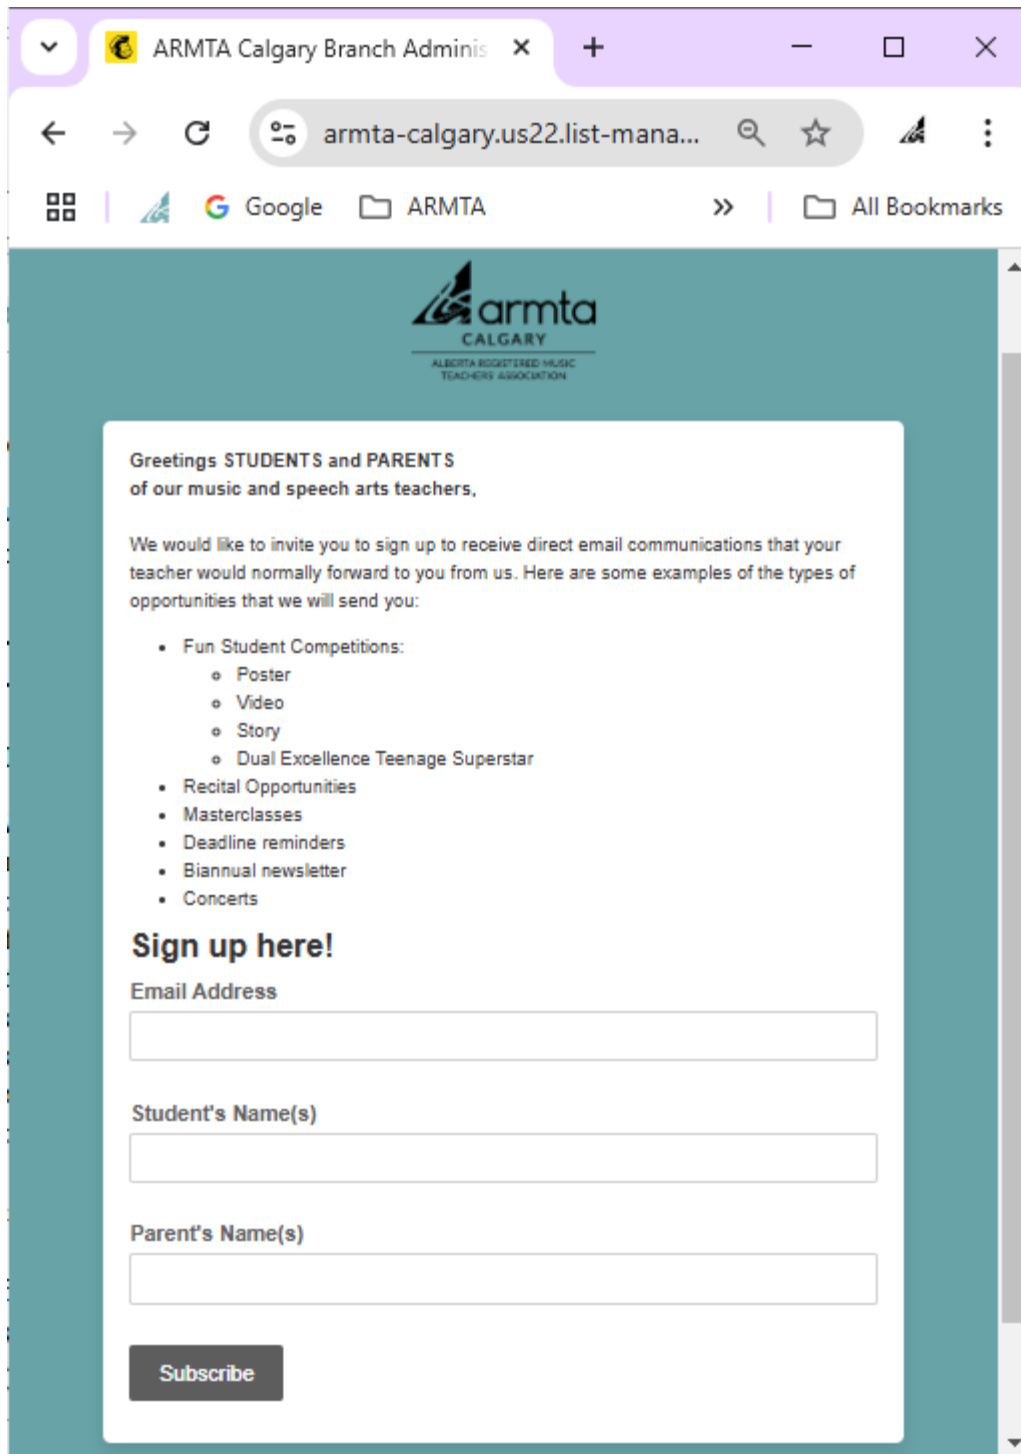 ARMTA Calgary Branch Adminis
armta-calgary.us22.list-mana...
Google
ARMTA
All Bookmarks
armta
CALGARY
ALBERTA REGISTERED MUSIC
TEACHERS ASSOCIATION
Greetings STUDENTS and PARENTS
of our music and speech arts teachers,
We would like to invite you to sign up to receive direct email communications that your
teacher would normally forward to you from us. Here are some examples of the types of
opportunities that we will send you:
• Fun Student Competitions:
◦ Poster
◦ Video
◦ Story
◦ Dual Excellence Teenage Superstar
• Recital Opportunities
• Masterclasses
• Deadline reminders
• Biannual newsletter
• Concerts
Sign up here!
Email Address
Student's Name(s)
Parent's Name(s)
Subscribe